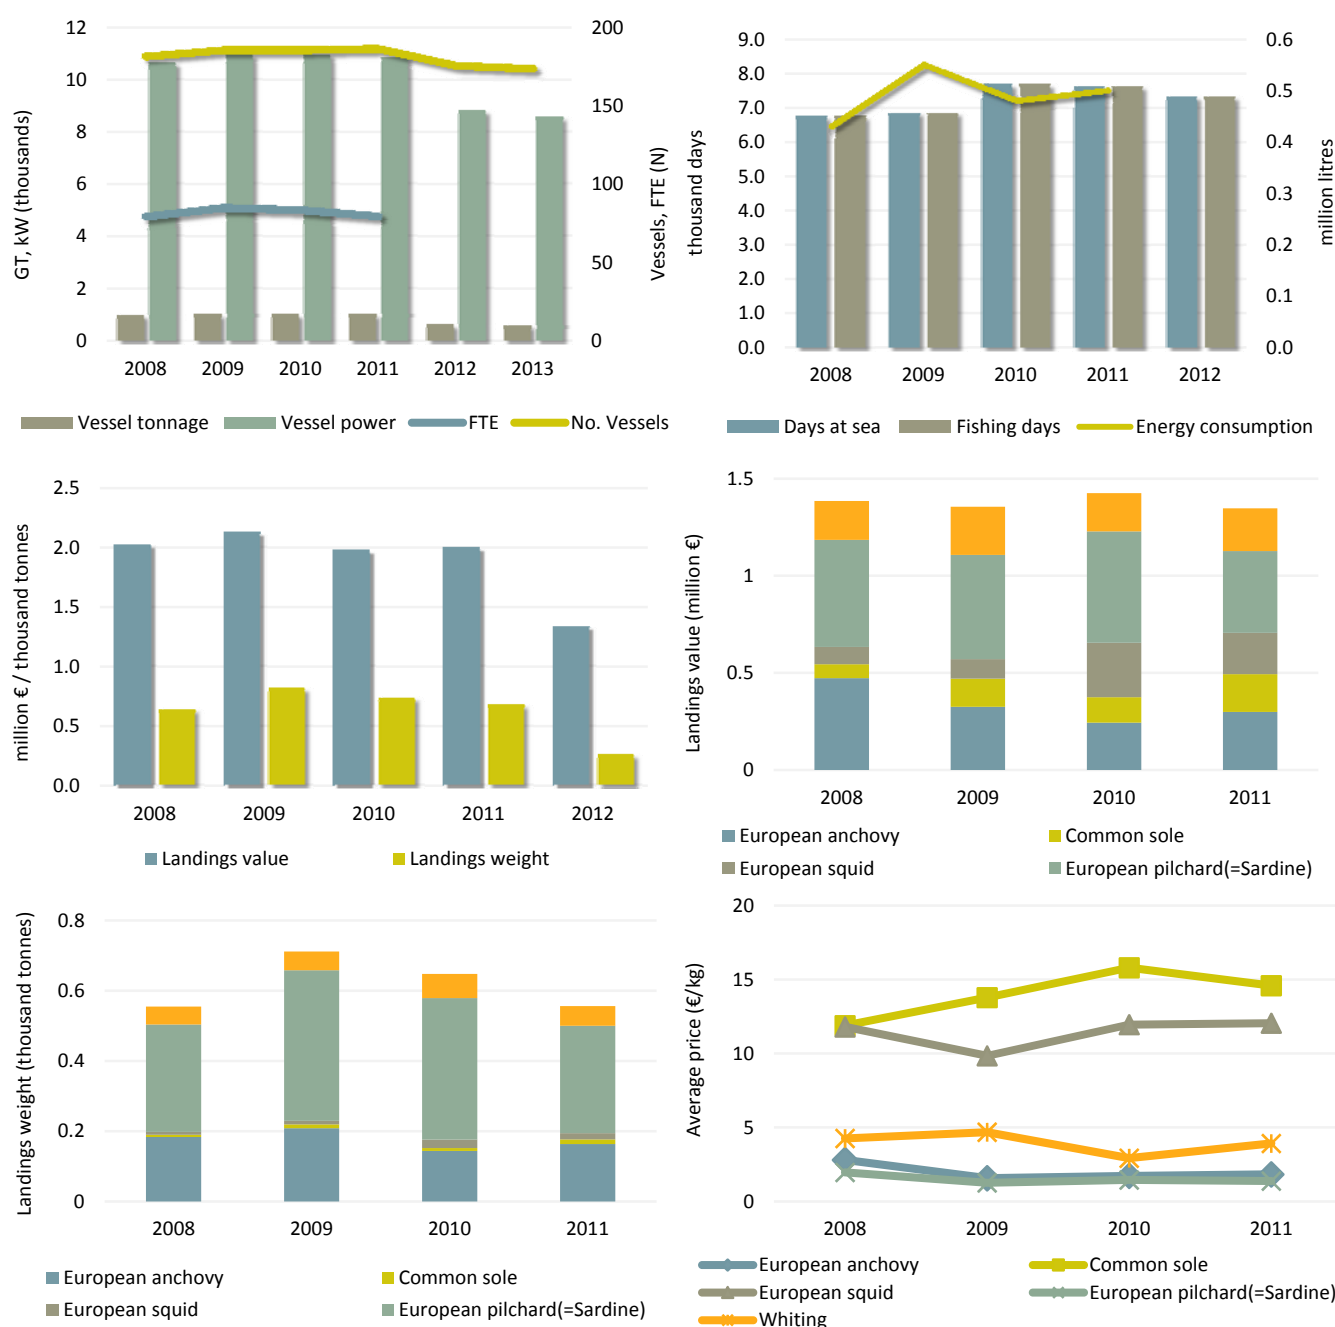 12
10
8
6
4
2
0
GT, kW (thousands)
200
150
100
50
0
Vessels, FTE (N)
2008 2009 2010 2011 2012 2013
Vessel tonnage Vessel power FTE No. Vessels
9.0
8.0
7.0
6.0
5.0
4.0
3.0
2.0
1.0
0.0
thousand days
0.6
0.5
0.4
0.3
0.2
0.1
0.0
million litres
2008 2009 2010 2011 2012
Days at sea Fishing days Energy consumption
2.5
2.0
1.5
1.0
0.5
0.0
million € / thousand tonnes
2008 2009 2010 2011 2012
Landings value Landings weight
1.5
1
0.5
0
Landings value (million €)
2008 2009 2010 2011
European anchovy Common sole
European squid European pilchard(=Sardine)
0.8
0.6
0.4
0.2
0
Landings weight (thousand tonnes)
2008 2009 2010 2011
European anchovy Common sole
European squid European pilchard(=Sardine)
20
15
10
5
0
Average price (€/kg)
2008 2009 2010 2011
European anchovy Common sole
European squid European pilchard(=Sardine)
Whiting